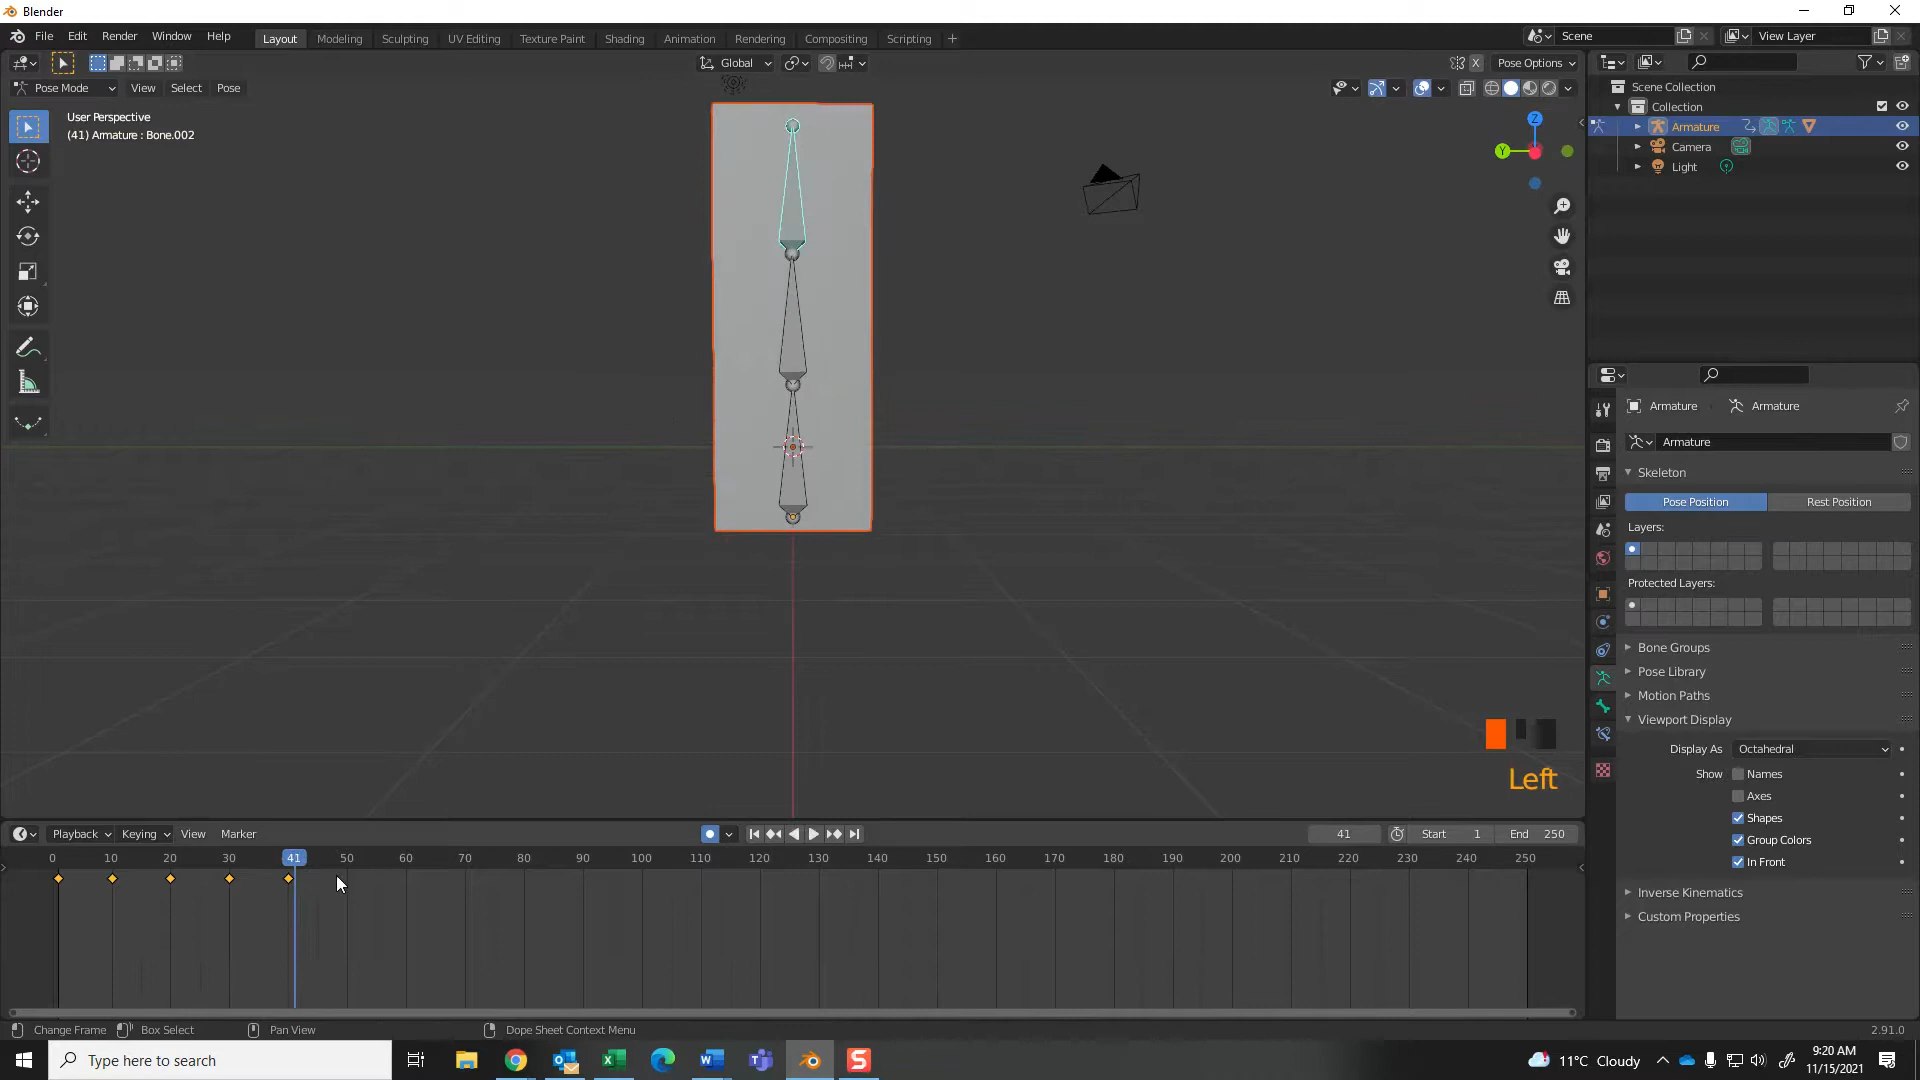 Blender
File Edit Render Window Help
Layout Modeling Sculpting UV Editing Texture Paint Shading Animation Rendering Compositing Scripting +
Scene View Layer
Global X Pose Options
Pose Mode View Select Pose
User Perspective
(41) Armature : Bone.002
Z
Y
Scene Collection
Collection
Armature
Camera
Light
Armature Armature
Armature
Skeleton
Pose Position Rest Position
Layers:
Protected Layers:
Bone Groups
Pose Library
Motion Paths
Viewport Display
Display As Octahedral
Show Names
Axes
Shapes
Group Colors
In Front
Inverse Kinematics
Custom Properties
Left
Playback Keying View Marker 41 Start 1 End 250
0 10 20 30 41 50 60 70 80 90 100 110 120 130 140 150 160 170 180 190 200 210 220 230 240 250
Change Frame Box Select Pan View Dope Sheet Context Menu 2.91.0
Type here to search
11°C Cloudy
9:20 AM
11/15/2021